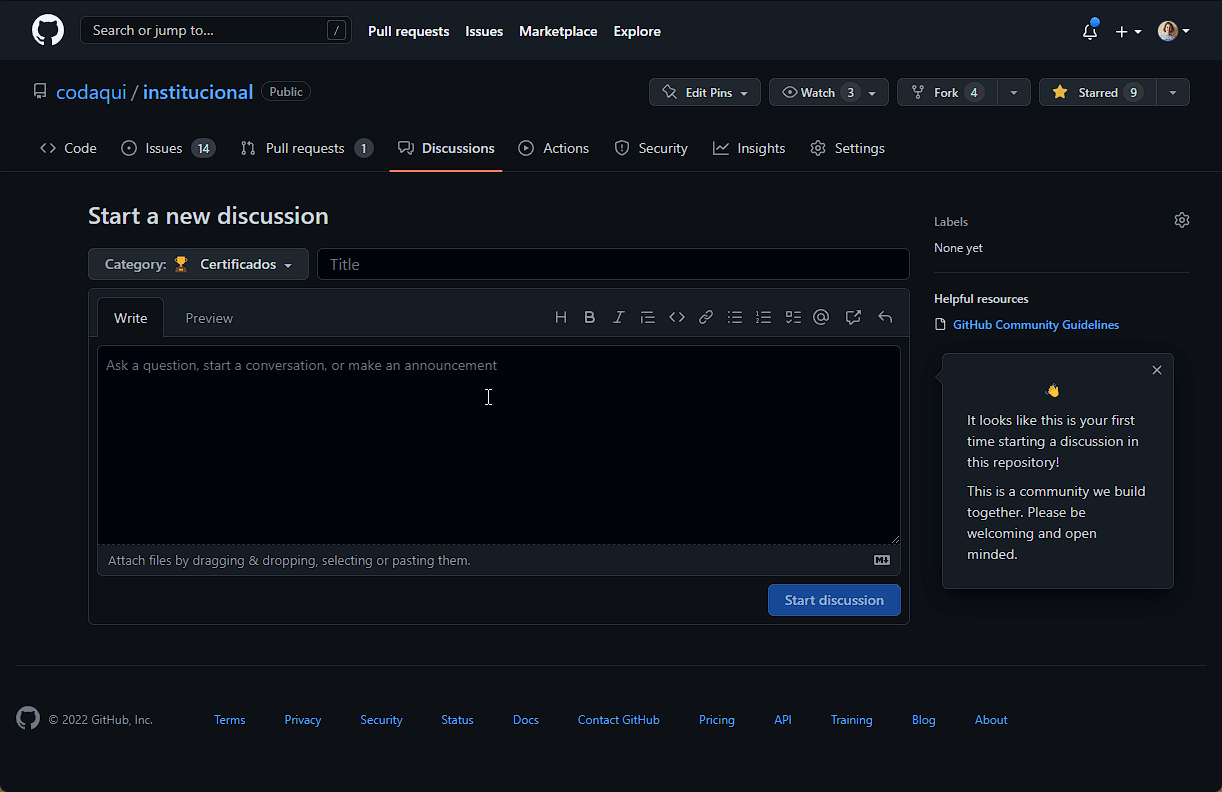 Search or jump to... /
Pull requests Issues Marketplace Explore
codaqui / institucional Public
Edit Pins Watch 3 Fork 4 Starred 9
Code Issues 14 Pull requests 1 Discussions Actions Security Insights Settings
Start a new discussion
Category: Certificados
Title
Write Preview
H B I @
Ask a question, start a conversation, or make an announcement
Attach files by dragging & dropping, selecting or pasting them.
Start discussion
Labels
None yet
Helpful resources
GitHub Community Guidelines
It looks like this is your first
time starting a discussion in
this repository!
This is a community we build
together. Please be
welcoming and open
minded.
© 2022 GitHub, Inc. Terms Privacy Security Status Docs Contact GitHub Pricing API Training Blog About